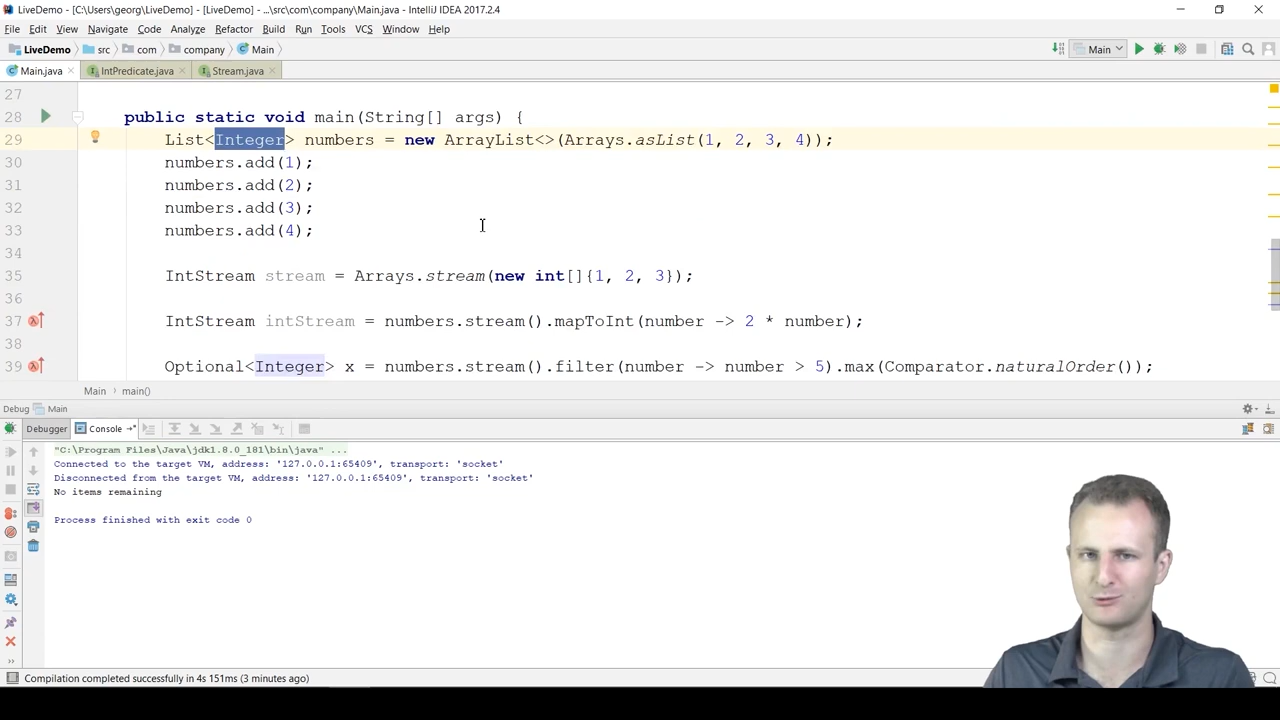 LiveDemo - [C:\Users\georg\LiveDemo] - [LiveDemo] - ...\src\com\company\Main.java - IntelliJ IDEA 2017.2.4
File Edit View Navigate Code Analyze Refactor Build Run Tools VCS Window Help
LiveDemo src com company Main Main
Main.java IntPredicate.java Stream.java
27
28 public static void main(String[] args) {
29 List<Integer> numbers = new ArrayList<>(Arrays.asList(1, 2, 3, 4));
30 numbers.add(1);
31 numbers.add(2);
32 numbers.add(3);
33 numbers.add(4);
34
35 IntStream stream = Arrays.stream(new int[]{1, 2, 3});
36
37 IntStream intStream = numbers.stream().mapToInt(number -> 2 * number);
38
39 Optional<Integer> x = numbers.stream().filter(number -> number > 5).max(Comparator.naturalOrder());
Main main()
Debug Main
Debugger Console
"C:\Program Files\Java\jdk1.8.0_181\bin\java" ...
Connected to the target VM, address: '127.0.0.1:65409', transport: 'socket'
Disconnected from the target VM, address: '127.0.0.1:65409', transport: 'socket'
No items remaining
Process finished with exit code 0
Compilation completed successfully in 4s 151ms (3 minutes ago)